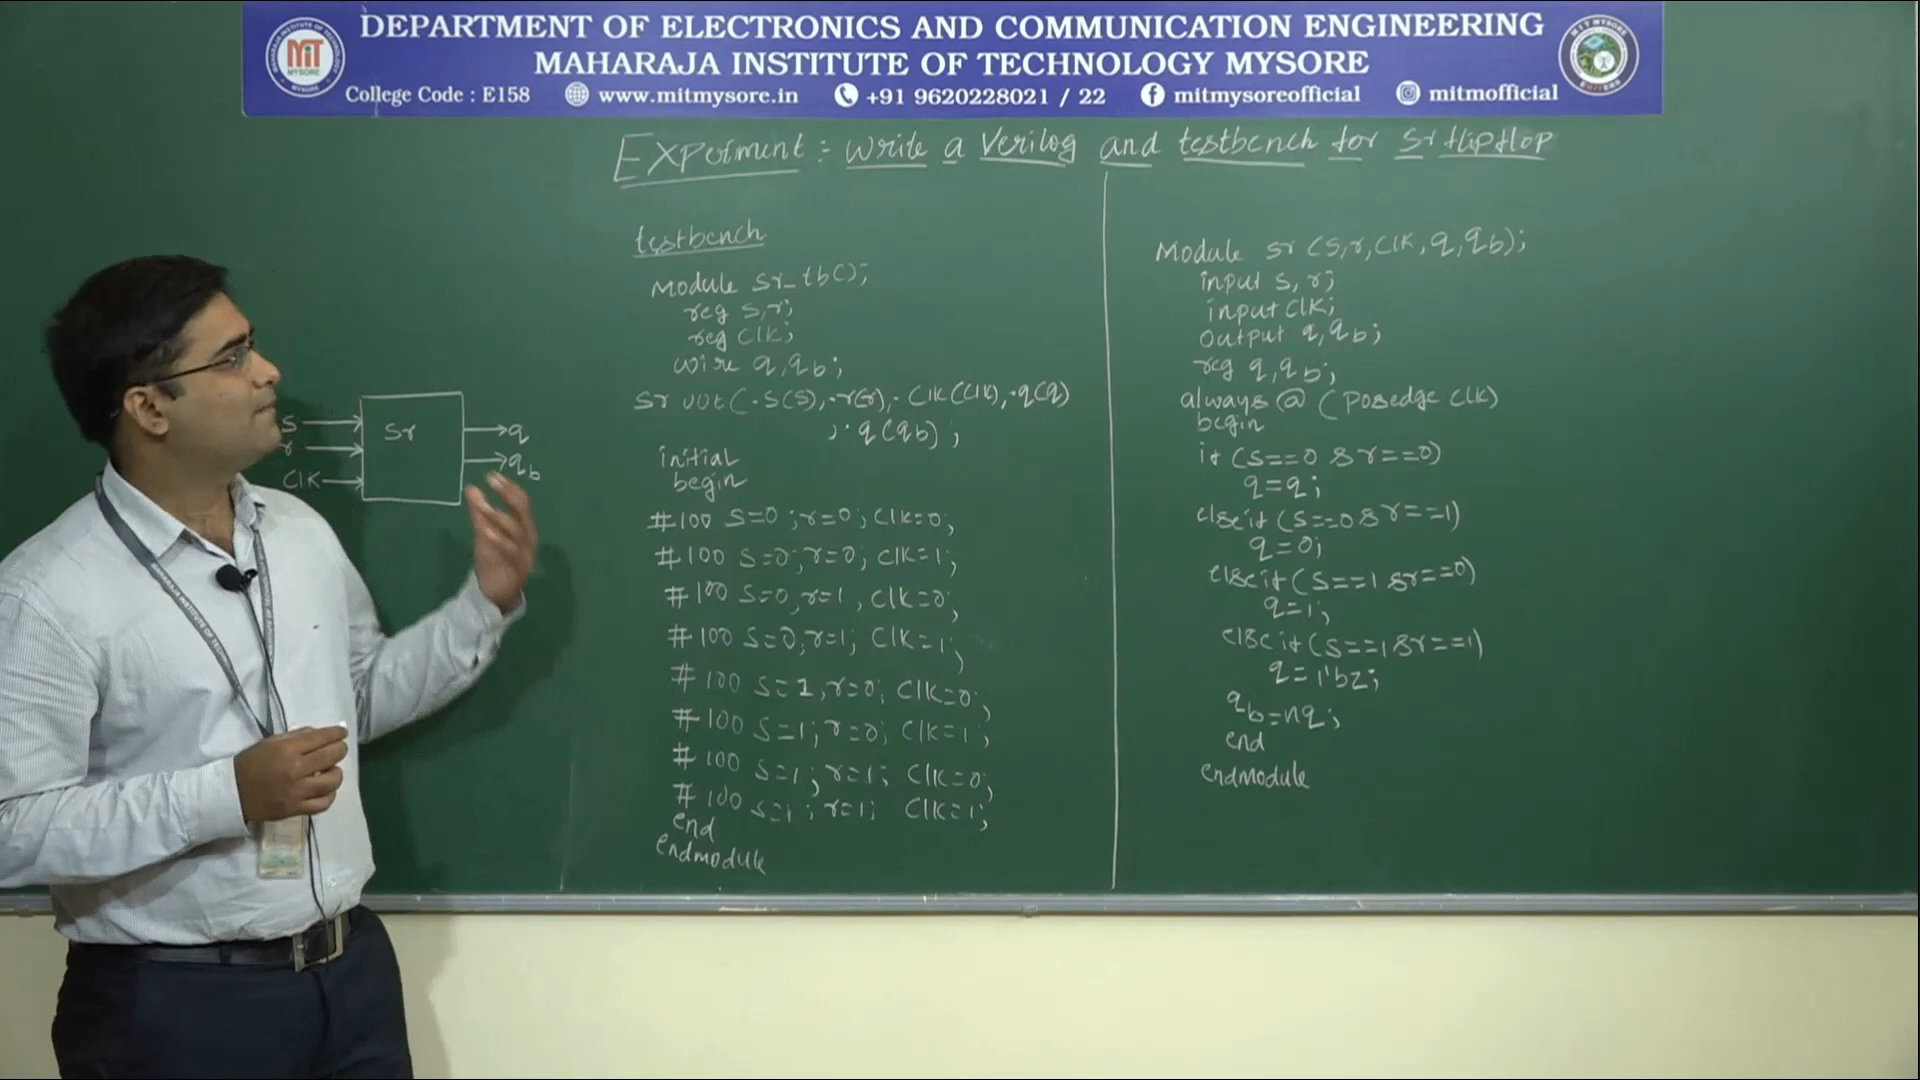 DEPARTMENT OF ELECTRONICS AND COMMUNICATION ENGINEERING
MAHARAJA INSTITUTE OF TECHNOLOGY MYSORE
College Code : E158 www.mitmysore.in +91 9620228021 / 22 mitmysoreofficial mitmofficial
MIT
MYSORE
Experment : Write a Verilog and testbench for Sr flipflop
testbench
Module Sr_tb();
reg s,r;
reg clk;
wire q,qb;
Sr uut(.S(S),.r(r),.Clk(Clk),.q(q)
,.q(qb);
initial
begin
#100 S=0;r=0;Clk=0;
#100 S=0;r=0;Clk=1;
#100 S=0,r=1,Clk=0;
#100 S=0,r=1;Clk=1;
#100 S=1,r=0;Clk=0;
#100 S=1;r=0;Clk=1;
#100 S=1;r=1;Clk=0;
#100 S=1;r=1;Clk=1;
end
endmodule
S
r
Clk
Sr
q
qb
Module Sr(S,r,Clk,q,qb);
input S,r;
input Clk;
Output q,qb;
reg q,qb;
always@(posedge Clk)
begin
if(S==0&r==0)
q=q;
elseif(S==0&r==1)
q=0;
elseif(S==1&r==0)
q=1;
elseif(S==1&r==1)
q=1'bz;
qb=nq;
end
endmodule